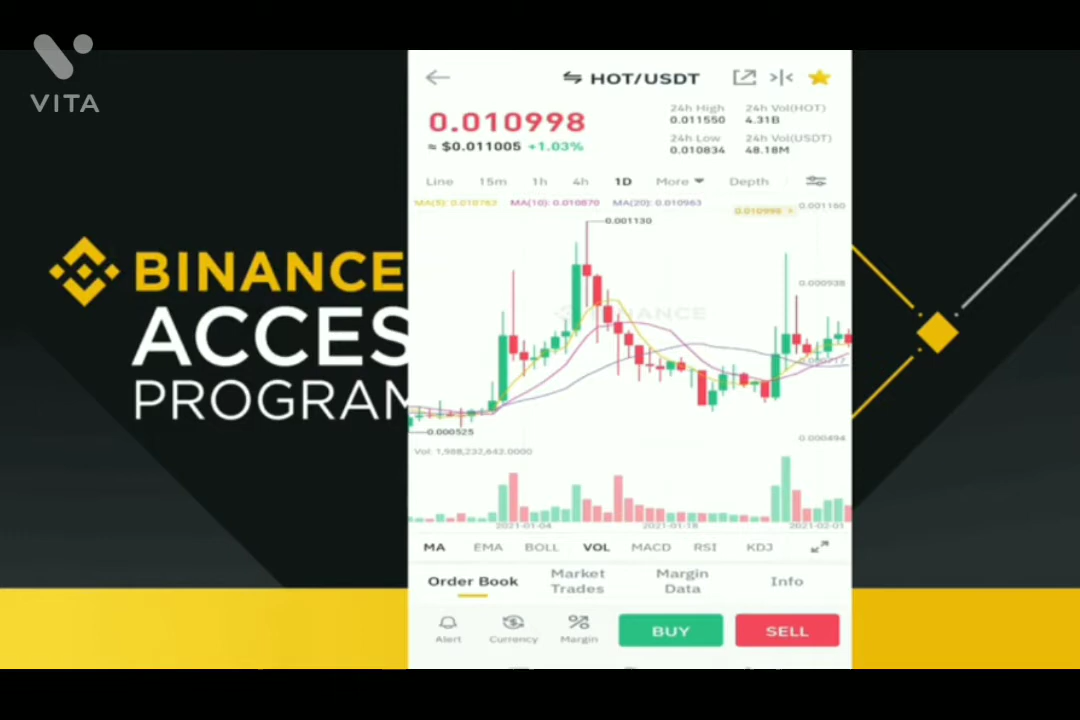 VITA
BINANCE
ACCES
PROGRAM
HOT/USDT
0.010998
≈ $0.011005 +1.03%
24h High
0.011550
24h Vol(HOT)
4.31B
24h Low
0.010834
24h Vol(USDT)
48.18M
Line 15m 1h 4h 1D More Depth
MA(5): 0.010763 MA(10): 0.010870 MA(20): 0.010963
0.010998
0.001160
0.001130
0.000938
BINANCE
0.000717
0.000525
0.000494
Vol: 1,988,232,643.0000
2021-01-04 2021-01-18 2021-02-01
MA EMA BOLL VOL MACD RSI KDJ
Order Book
Market
Trades
Margin
Data
Info
Alert Currency Margin
BUY SELL